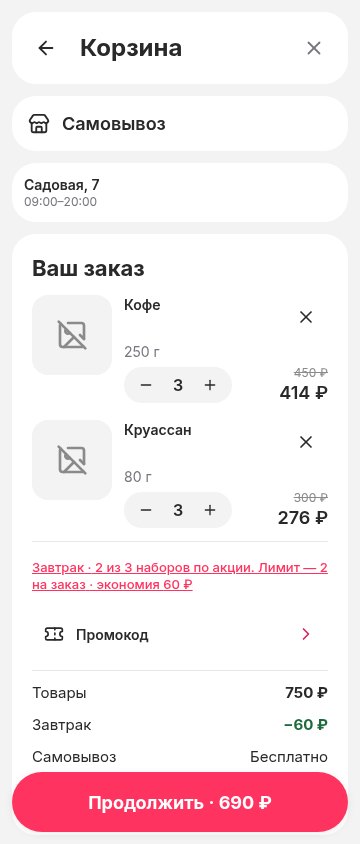 Корзина
Самовывоз
Садовая, 7
09:00–20:00
Ваш заказ
Кофе
250 г
450 ₽
3
414 ₽
Круассан
80 г
300 ₽
3
276 ₽
Завтрак · 2 из 3 наборов по акции. Лимит — 2
на заказ · экономия 60 ₽
Промокод
Товары 750 ₽
Завтрак −60 ₽
Самовывоз Бесплатно
Продолжить · 690 ₽